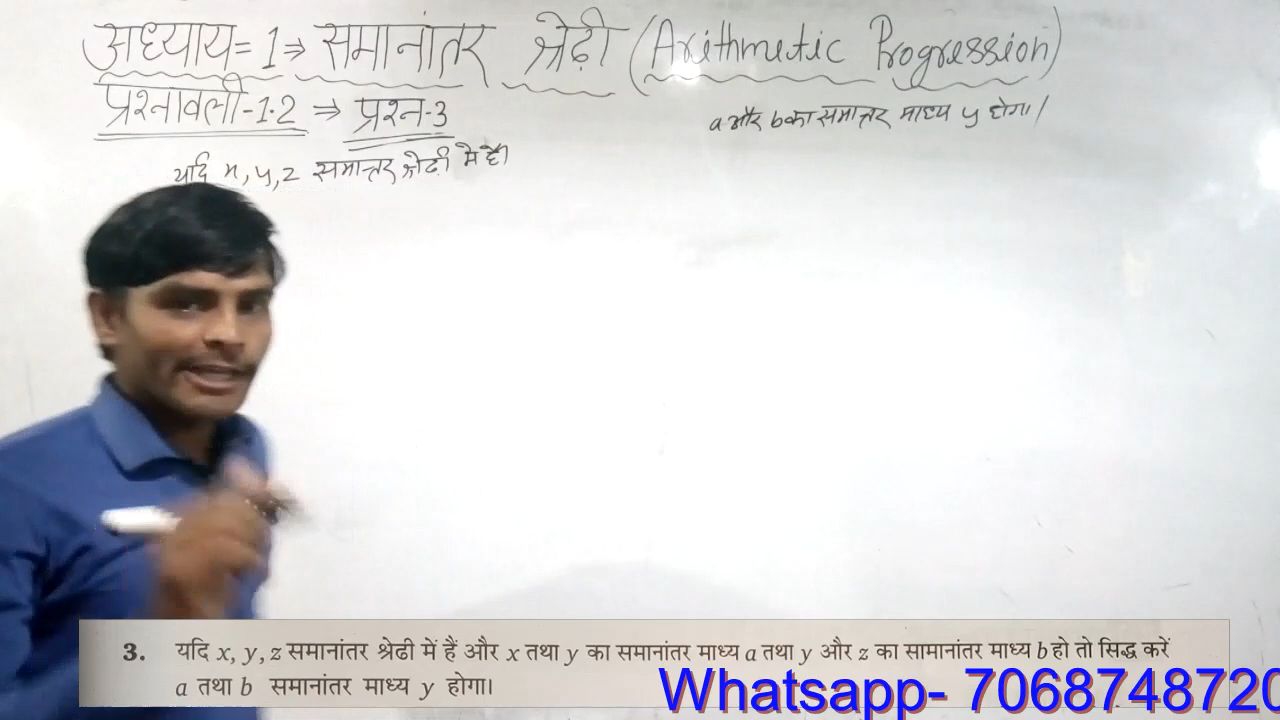 अध्याय=1⇒ समानांतर श्रेढ़ी (Arithmetic Progression)
प्रश्नावली-1.2 ⇒ प्रश्न-3
a और b का समान्तर माध्य y होगा।
यदि x, y, z समान्तर श्रेढ़ी में है।
3. यदि x, y, z समानांतर श्रेढी में हैं और x तथा y का समानांतर माध्य a तथा y और z का सामानांतर माध्य b हो तो सिद्ध करें
a तथा b समानांतर माध्य y होगा।
Whatsapp- 7068748720